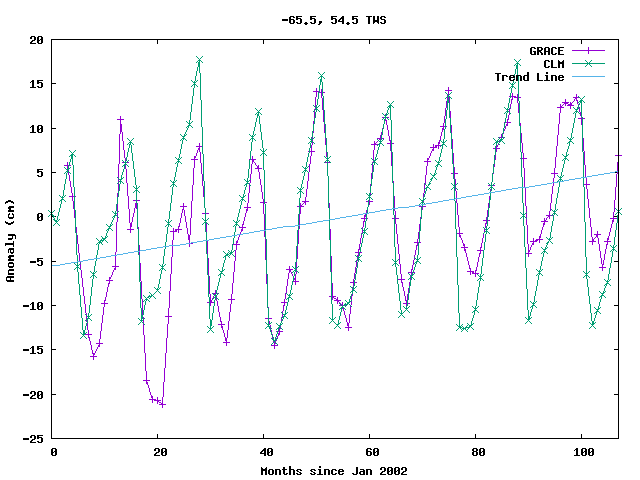 -65.5, 54.5 TWS
GRACE
CLM
Trend Line
20
15
10
5
0
-5
-10
-15
-20
-25
Anomaly (cm)
0 20 40 60 80 100
Months since Jan 2002